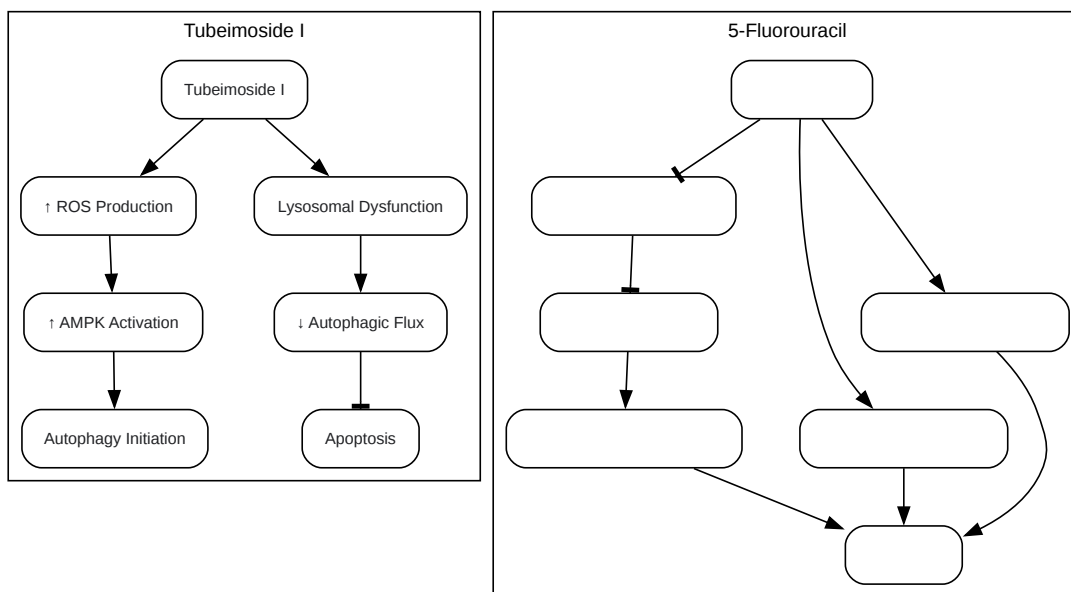 Tubeimoside I
Tubeimoside I
↑ ROS Production
Lysosomal Dysfunction
↑ AMPK Activation
↓ Autophagic Flux
Autophagy Initiation
Apoptosis
5-Fluorouracil